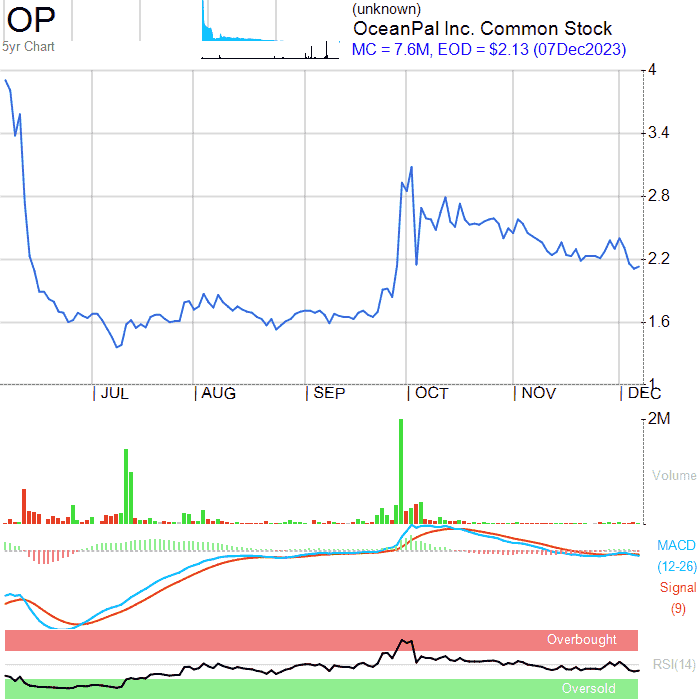 OP
5yr Chart
(unknown)
OceanPal Inc. Common Stock
MC = 7.6M, EOD = $2.13 (07Dec2023)
4
3.4
2.8
2.2
1.6
1
JUL AUG SEP OCT NOV DEC
2M
Volume
MACD
(12-26)
Signal
(9)
Overbought
RSI(14)
Oversold